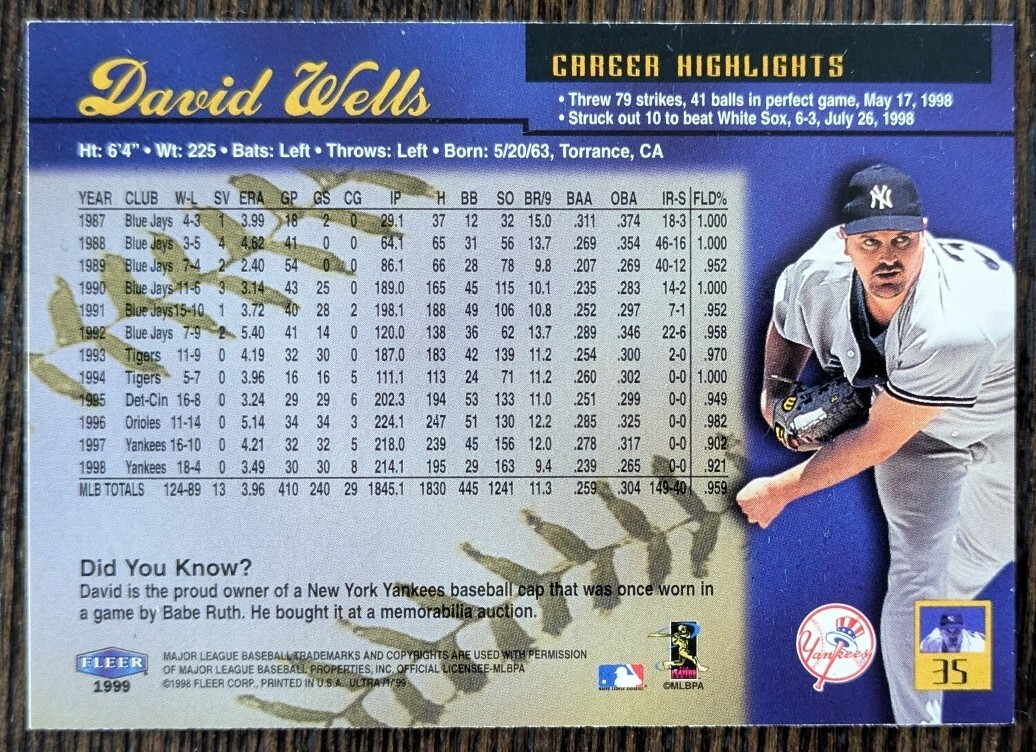 David Wells
CAREER HIGHLIGHTS
• Threw 79 strikes, 41 balls in perfect game, May 17, 1998
• Struck out 10 to beat White Sox, 6-3, July 26, 1998
Ht: 6'4" • Wt: 225 • Bats: Left • Throws: Left • Born: 5/20/63, Torrance, CA
YEAR CLUB W-L SV ERA GP GS CG IP H BB SO BR/9 BAA OBA IR-S FLD%
1987 Blue Jays 4-3 1 3.99 18 2 0 29.1 37 12 32 15.0 .311 .374 18-3 1.000
1988 Blue Jays 3-5 4 4.62 41 0 0 64.1 65 31 56 13.7 .269 .354 46-16 1.000
1989 Blue Jays 7-4 2 2.40 54 0 0 86.1 66 28 78 9.8 .207 .269 40-12 .952
1990 Blue Jays 11-6 3 3.14 43 25 0 189.0 165 45 115 10.1 .235 .283 14-2 1.000
1991 Blue Jays 15-10 1 3.72 40 28 2 198.1 188 49 106 10.8 .252 .297 7-1 .952
1992 Blue Jays 7-9 2 5.40 41 14 0 120.0 138 36 62 13.7 .289 .346 22-6 .958
1993 Tigers 11-9 0 4.19 32 30 0 187.0 183 42 139 11.2 .254 .300 2-0 .970
1994 Tigers 5-7 0 3.96 16 16 5 111.1 113 24 71 11.2 .260 .302 0-0 1.000
1995 Det-Cin 16-8 0 3.24 29 29 6 202.3 194 53 133 11.0 .251 .299 0-0 .949
1996 Orioles 11-14 0 5.14 34 34 3 224.1 247 51 130 12.2 .285 .325 0-0 .982
1997 Yankees 16-10 0 4.21 32 32 5 218.0 239 45 156 12.0 .278 .317 0-0 .902
1998 Yankees 18-4 0 3.49 30 30 8 214.1 195 29 163 9.4 .239 .265 0-0 .921
MLB TOTALS 124-89 13 3.96 410 240 29 1845.1 1830 445 1241 11.3 .259 .304 149-40 .959
Did You Know?
David is the proud owner of a New York Yankees baseball cap that was once worn in
a game by Babe Ruth. He bought it at a memorabilia auction.
FLEER
1999
MAJOR LEAGUE BASEBALL TRADEMARKS AND COPYRIGHTS ARE USED WITH PERMISSION
OF MAJOR LEAGUE BASEBALL PROPERTIES, INC. OFFICIAL LICENSEE-MLBPA
©1998 FLEER CORP., PRINTED IN U.S.A. ULTRA /1/'99
©MLBPA
Yankees
35